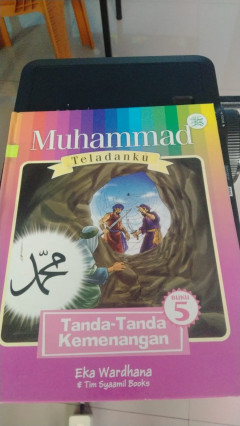 Muhammad
Teladanku
محمد
BUKU
5
Tanda-Tanda
Kemenangan
Eka Wardhana
& Tim Syaamil Books